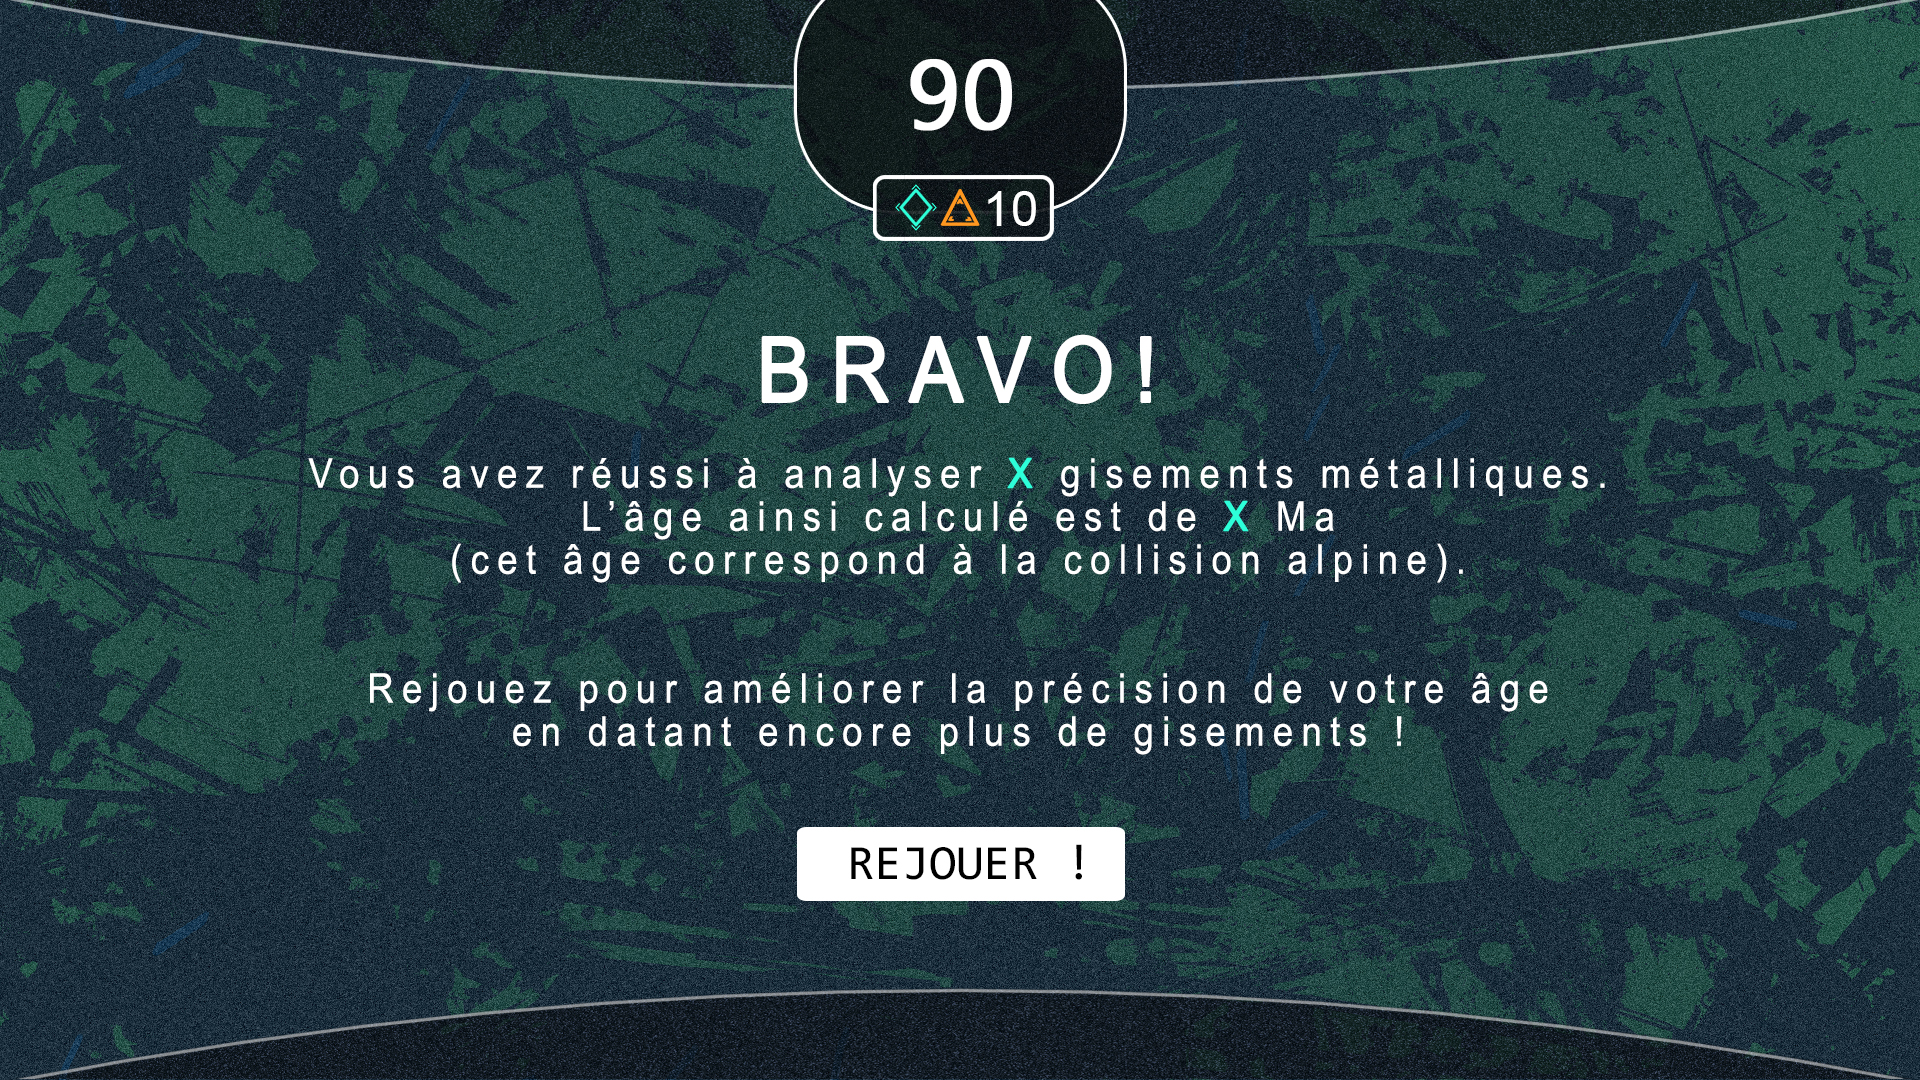 90
10
BRAVO!
Vous avez réussi à analyser X gisements métalliques.
L’âge ainsi calculé est de X Ma
(cet âge correspond à la collision alpine).
Rejouez pour améliorer la précision de votre âge
en datant encore plus de gisements !
REJOUER !